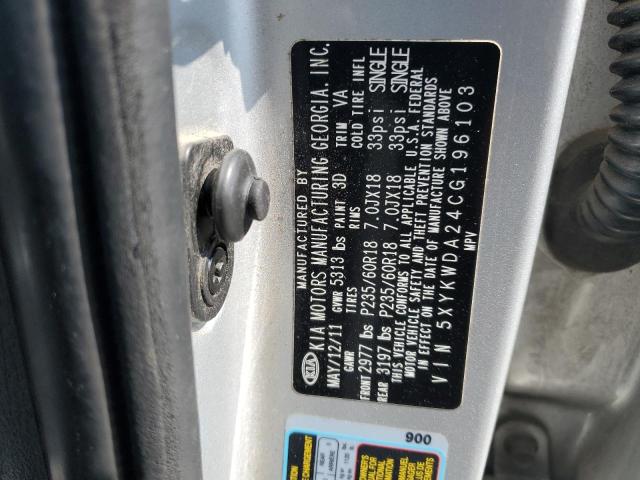 MANUFACTURED BY
KIA KIA MOTORS MANUFACTURING GEORGIA, INC.
MAY/12/11 GVWR 5313 lbs PAINT 3D TRIM VA
GAWR TIRES RIMS COLD TIRE INFL
FRONT 2977 lbs P235/60R18 7.0JX18 33psi SINGLE
REAR 3197 lbs P235/60R18 7.0JX18 33psi SINGLE
THIS VEHICLE CONFORMS TO ALL APPLICABLE U.S.A. FEDERAL
MOTOR VEHICLE SAFETY AND THEFT PREVENTION STANDARDS
IN EFFECT ON THE DATE OF MANUFACTURE SHOWN ABOVE
VIN 5XYKWDA24CG196103
MPV
900
REAR
ARRIÈRE